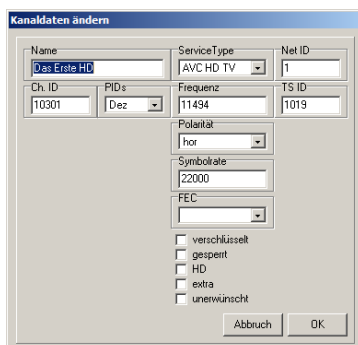 Kanaldaten ändern
Name ServiceType Net ID
Das Erste HD AVC HD TV 1
Ch. ID PIDs Frequenz TS ID
10301 Dez 11494 1019
Polarität
hor
Symbolrate
22000
FEC
verschlüsselt
gesperrt
HD
extra
unerwünscht
Abbruch OK